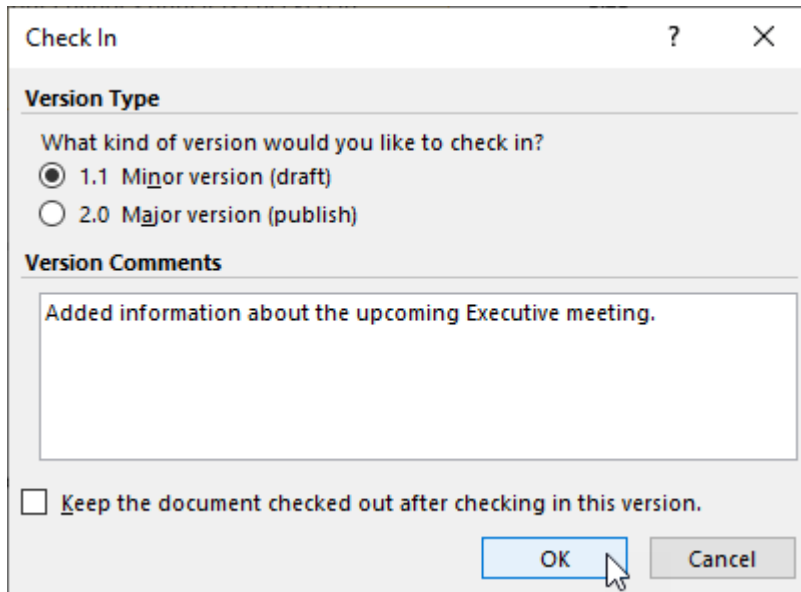 Check In
?
Version Type
What kind of version would you like to check in?
1.1 Minor version (draft)
2.0 Major version (publish)
Version Comments
Added information about the upcoming Executive meeting.
Keep the document checked out after checking in this version.
OK
Cancel